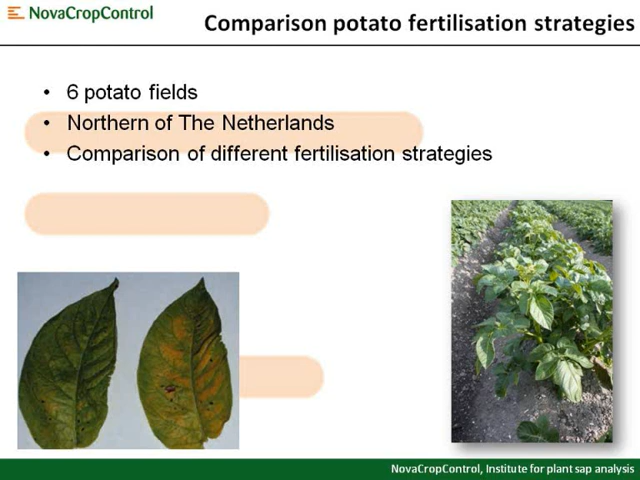 NovaCropControl
Comparison potato fertilisation strategies
• 6 potato fields
• Northern of The Netherlands
• Comparison of different fertilisation strategies
NovaCropControl, Institute for plant sap analysis